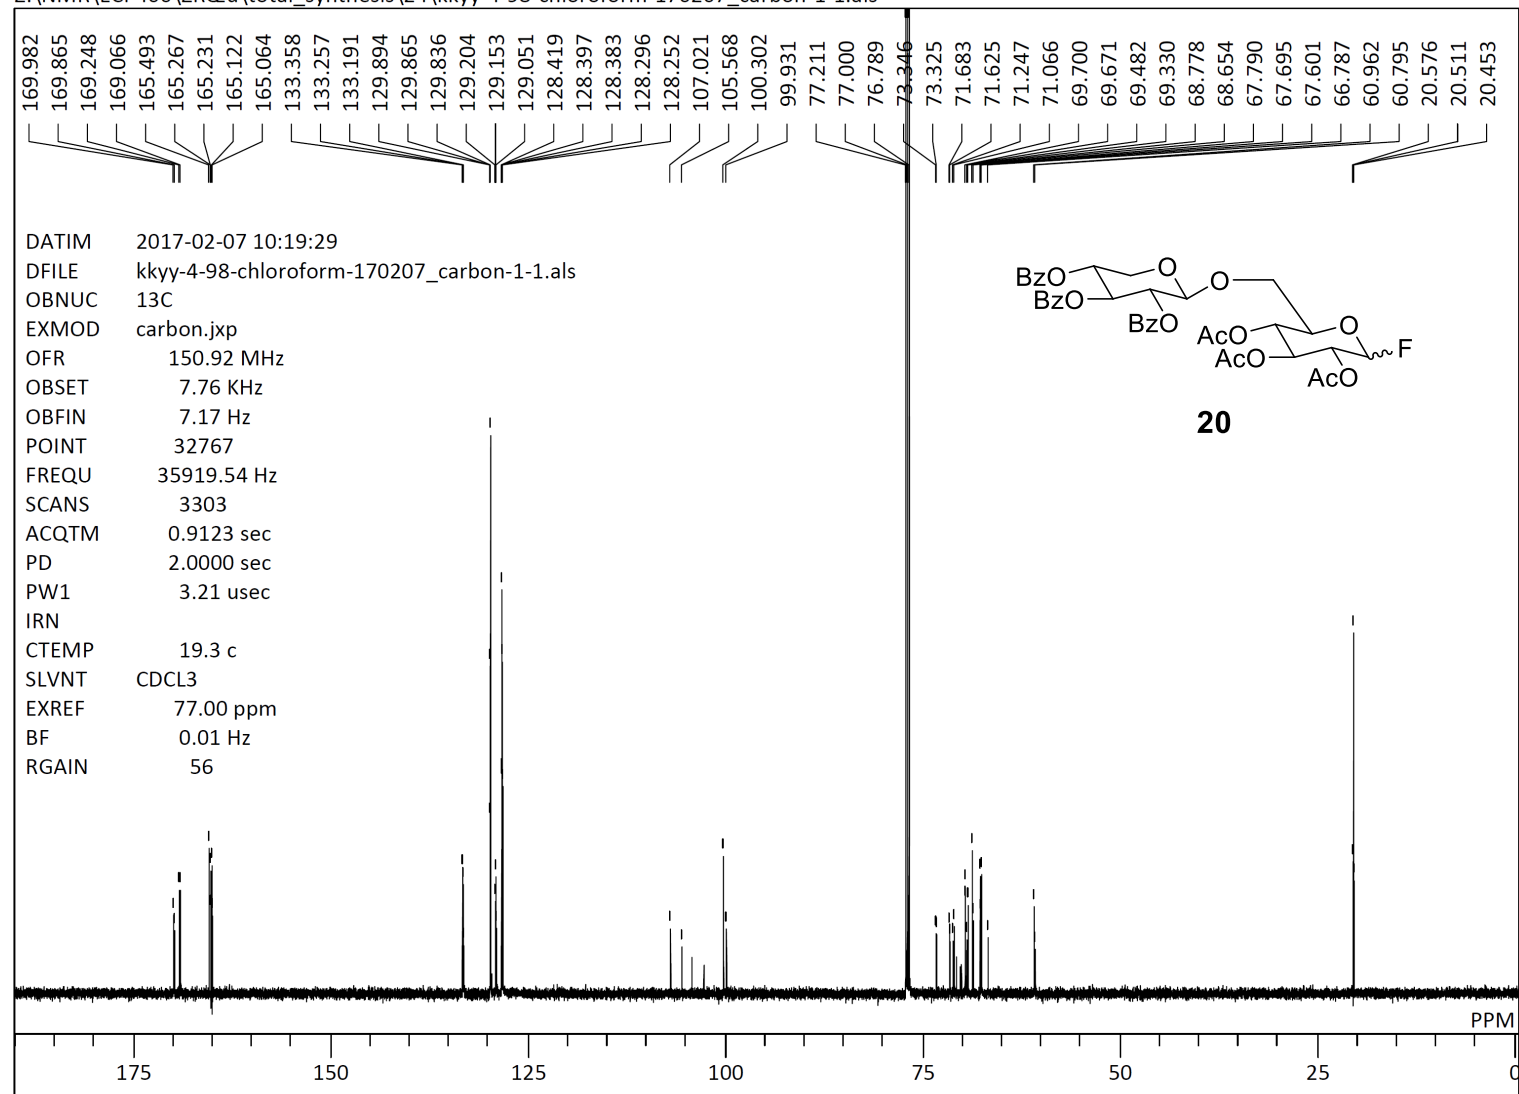 169.982
169.865
169.248
169.066
165.493
165.267
165.231
165.122
165.064
133.358
133.257
133.191
129.894
129.865
129.836
129.204
129.153
129.051
128.419
128.397
128.383
128.296
128.252
107.021
105.568
100.302
99.931
77.211
77.000
76.789
73.346
73.325
71.683
71.625
71.247
71.066
69.700
69.671
69.482
69.330
68.778
68.654
67.790
67.695
67.601
66.787
60.962
60.795
20.576
20.511
20.453
DATIM 2017-02-07 10:19:29
DFILE kkyy-4-98-chloroform-170207_carbon-1-1.als
OBNUC 13C
EXMOD carbon.jxp
OFR 150.92 MHz
OBSET 7.76 KHz
OBFIN 7.17 Hz
POINT 32767
FREQU 35919.54 Hz
SCANS 3303
ACQTM 0.9123 sec
PD 2.0000 sec
PW1 3.21 usec
IRN
CTEMP 19.3 c
SLVNT CDCL3
EXREF 77.00 ppm
BF 0.01 Hz
RGAIN 56
O
BzO
BzO
BzO
O
AcO
AcO
AcO
O
F
20
PPM
175 150 125 100 75 50 25 0